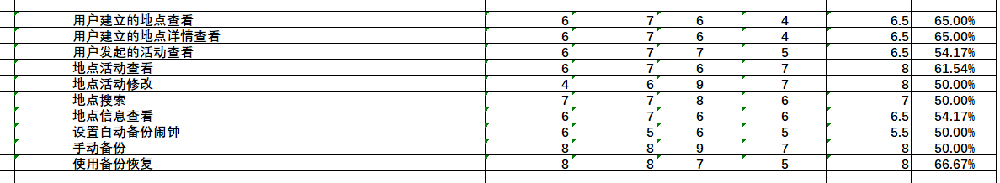 用户建立的地点查看 6 7 6 4 6.5 65.00%
用户建立的地点详情查看 6 7 6 4 6.5 65.00%
用户发起的活动查看 6 7 7 5 6.5 54.17%
地点活动查看 6 7 6 7 8 61.54%
地点活动修改 4 6 9 7 8 50.00%
地点搜索 7 7 8 6 7 50.00%
地点信息查看 6 7 6 6 6.5 54.17%
设置自动备份闹钟 6 5 6 5 5.5 50.00%
手动备份 8 8 9 7 8 50.00%
使用备份恢复 8 8 7 5 8 66.67%